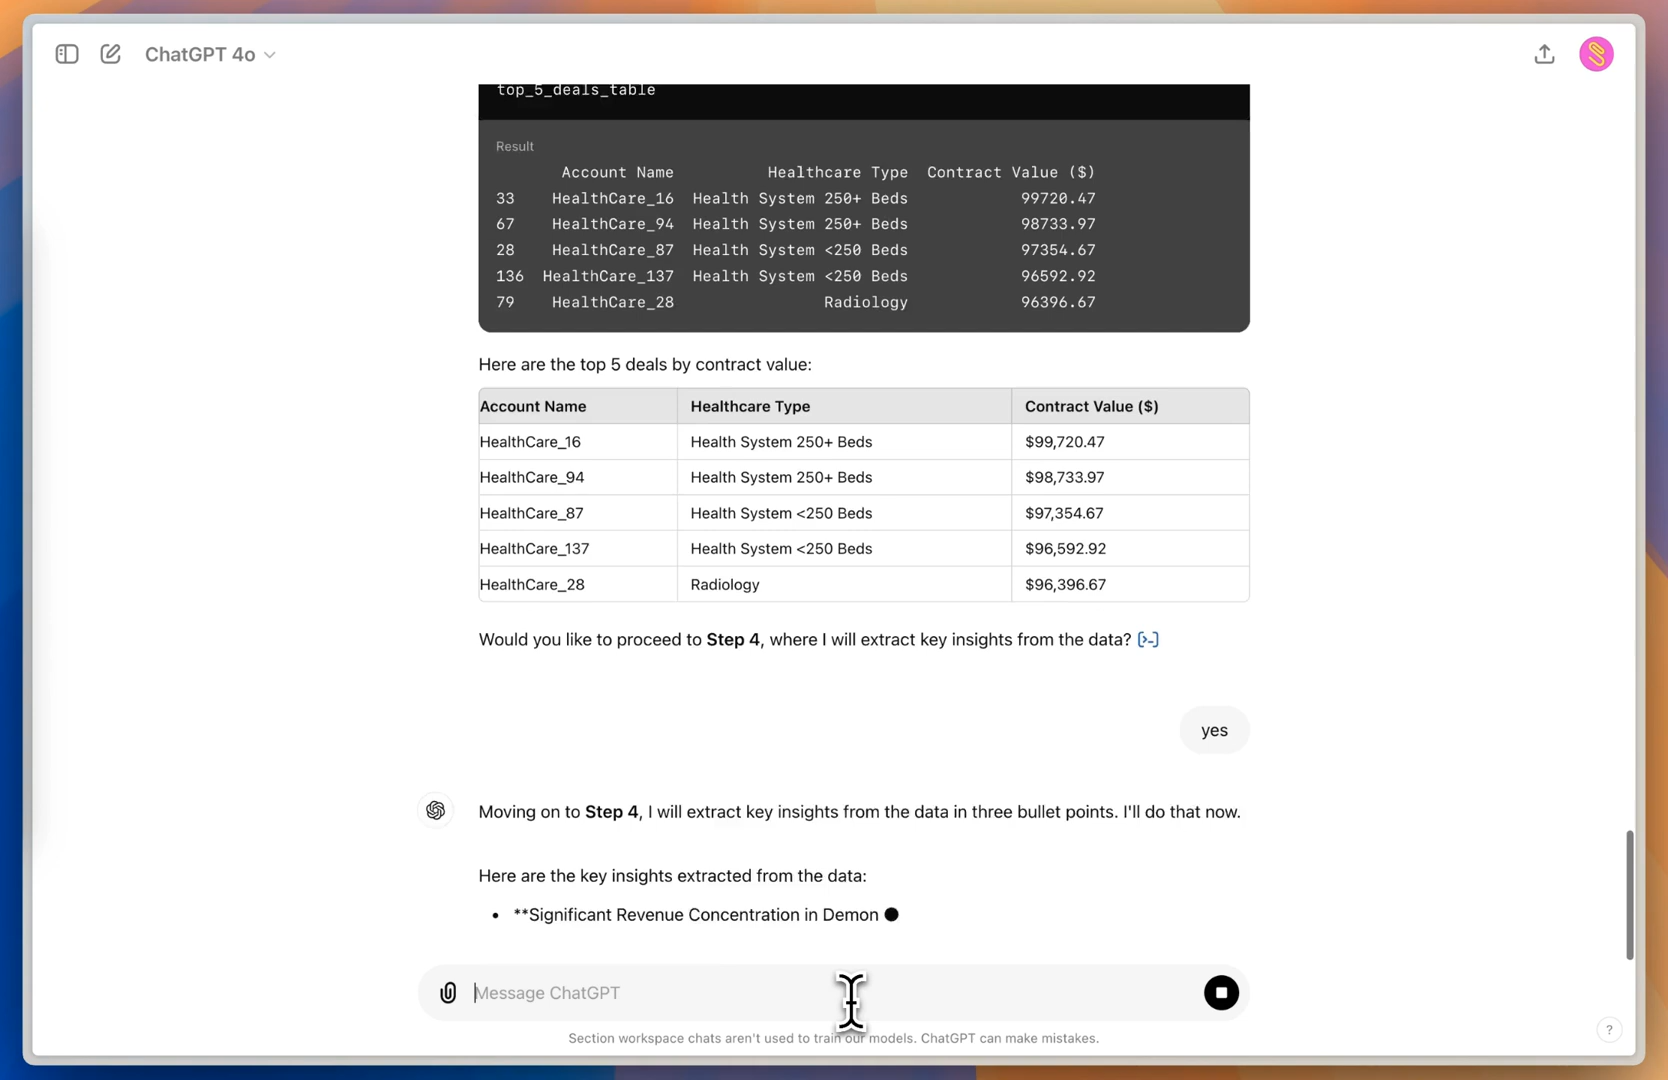 ChatGPT 4o
top_5_deals_table
Result
Account Name Healthcare Type Contract Value ($)
33 HealthCare_16 Health System 250+ Beds 99720.47
67 HealthCare_94 Health System 250+ Beds 98733.97
28 HealthCare_87 Health System <250 Beds 97354.67
136 HealthCare_137 Health System <250 Beds 96592.92
79 HealthCare_28 Radiology 96396.67
Here are the top 5 deals by contract value:
Account Name Healthcare Type Contract Value ($)
HealthCare_16 Health System 250+ Beds $99,720.47
HealthCare_94 Health System 250+ Beds $98,733.97
HealthCare_87 Health System <250 Beds $97,354.67
HealthCare_137 Health System <250 Beds $96,592.92
HealthCare_28 Radiology $96,396.67
Would you like to proceed to Step 4, where I will extract key insights from the data? [>-]
yes
Moving on to Step 4, I will extract key insights from the data in three bullet points. I'll do that now.
Here are the key insights extracted from the data:
• **Significant Revenue Concentration in Demon
Message ChatGPT
Section workspace chats aren't used to train our models. ChatGPT can make mistakes.
?